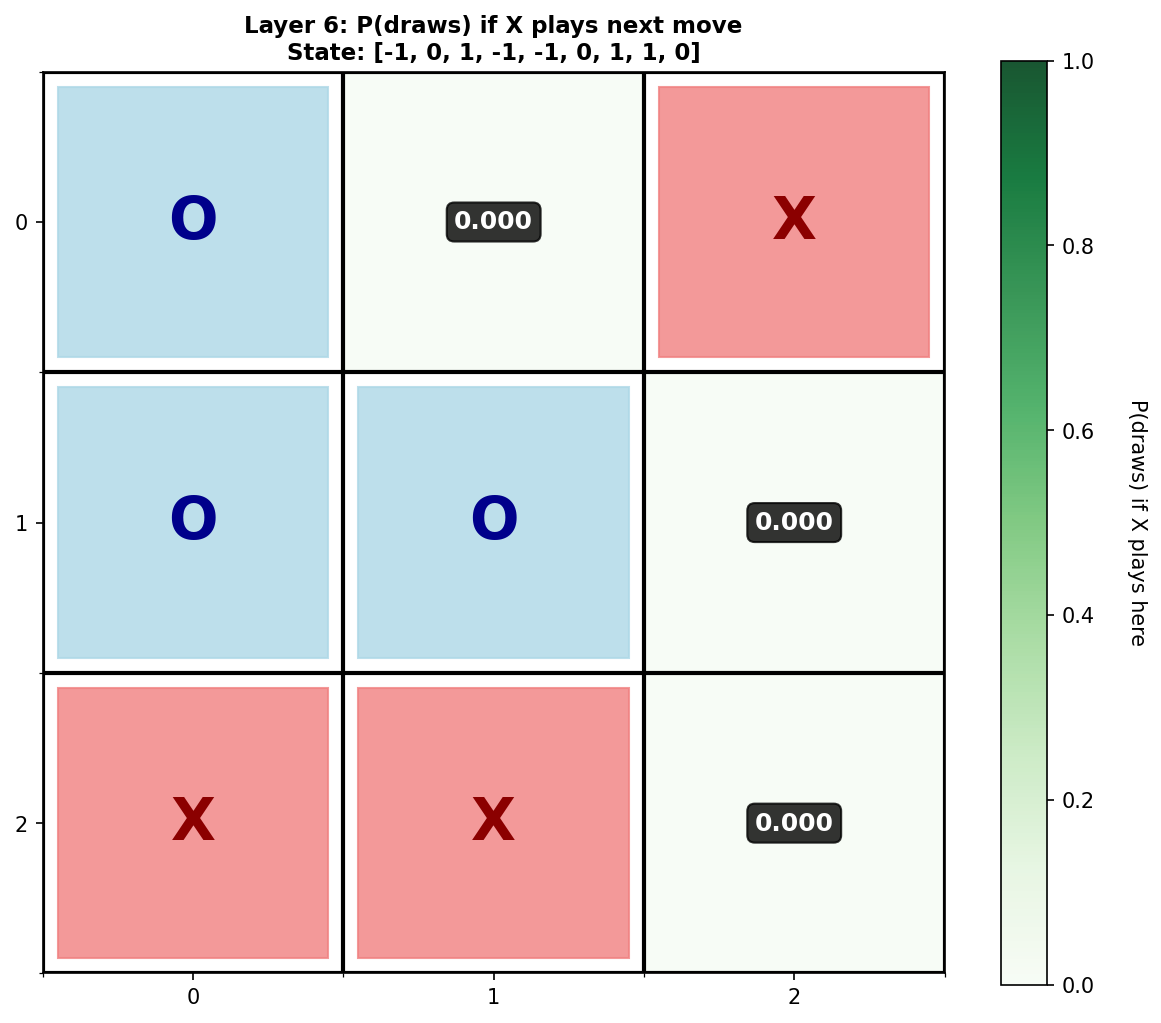 Layer 6: P(draws) if X plays next move
State: [-1, 0, 1, -1, -1, 0, 1, 1, 0]
0
O
0.000
X
1
O
O
0.000
2
X
X
0.000
0
1
2
1.0
0.8
0.6
0.4
0.2
0.0
P(draws) if X plays here